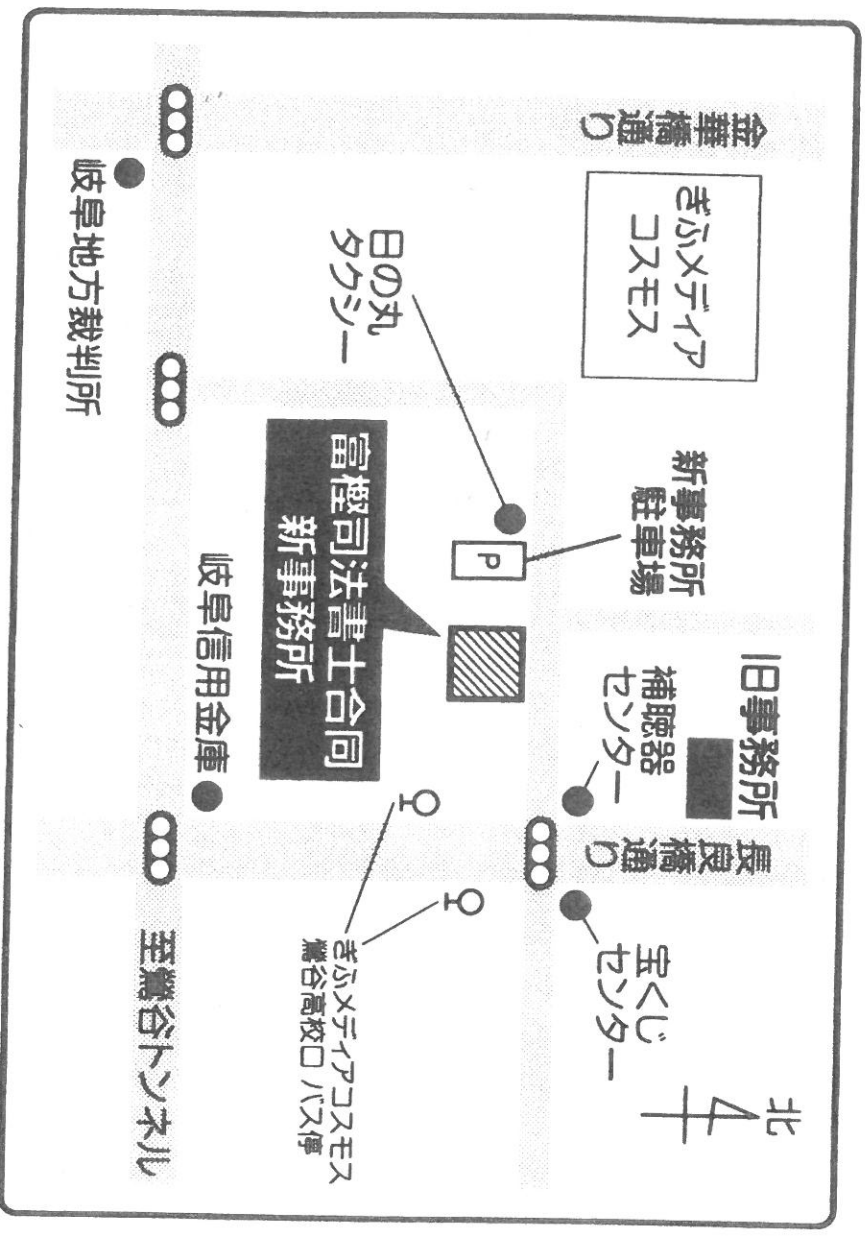 北
金華橋通り
ぎふメディア
コスモス
新事務所
駐車場
旧事務所
補聴器
センター
長良橋通り
宝くじ
センター
日の丸
タクシー
P
富樫司法書士合同
新事務所
ぎふメディアコスモス
鶯谷高校口 バス停
岐阜地方裁判所
岐阜信用金庫
至鶯谷トンネル